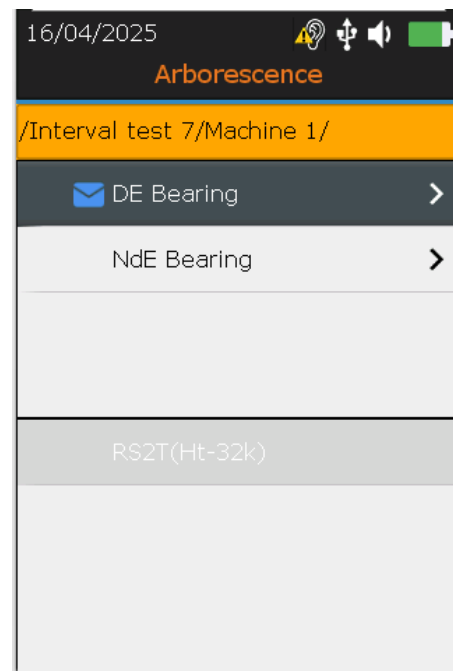 16/04/2025
Arborescence
/Interval test 7/Machine 1/
DE Bearing
NdE Bearing
RS2T(Ht-32k)